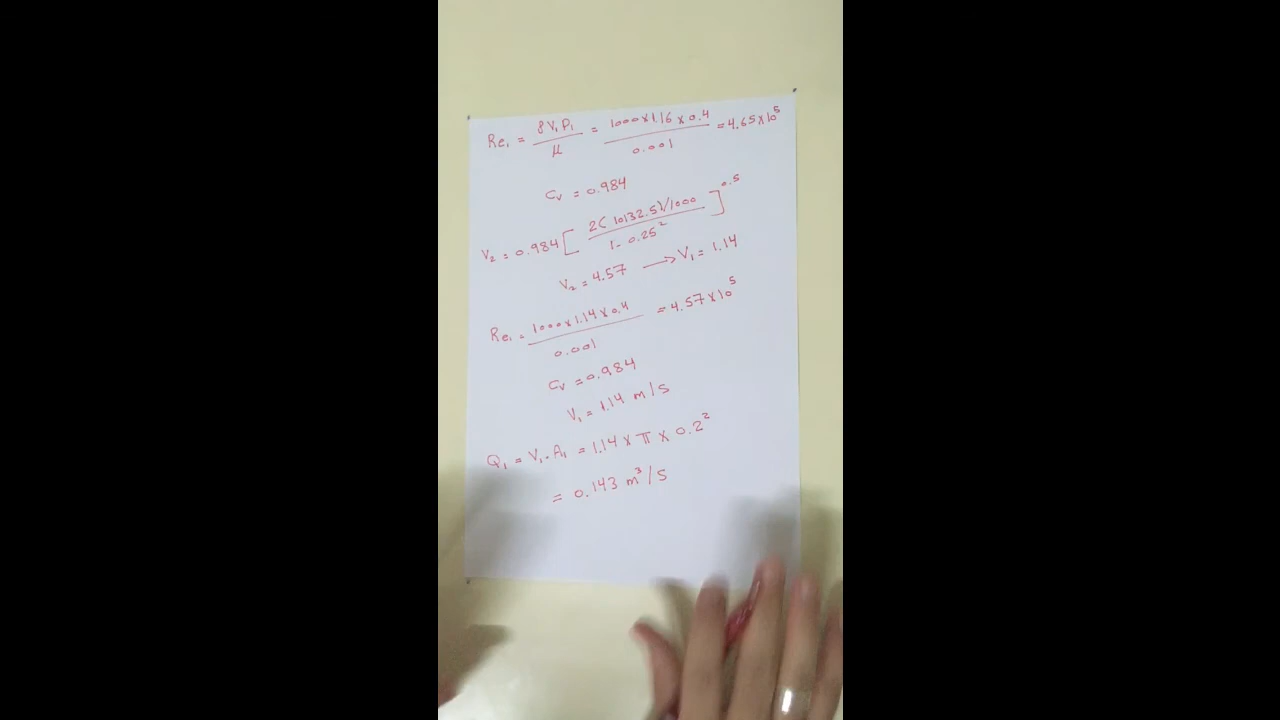 Re₁ = ρV₁D₁/μ = 1000×1.16×0.4/0.001 = 4.65×10⁵
Cv = 0.984
V₂ = 0.984[2(10132.5)/1000/1-0.25²]^0.5
V₂ = 4.57 → V₁ = 1.14
Re₁ = 1000×1.14×0.4/0.001 = 4.57×10⁵
Cv = 0.984
V₁ = 1.14 m/s
Q₁ = V₁.A₁ = 1.14×π×0.2²
= 0.143 m³/s